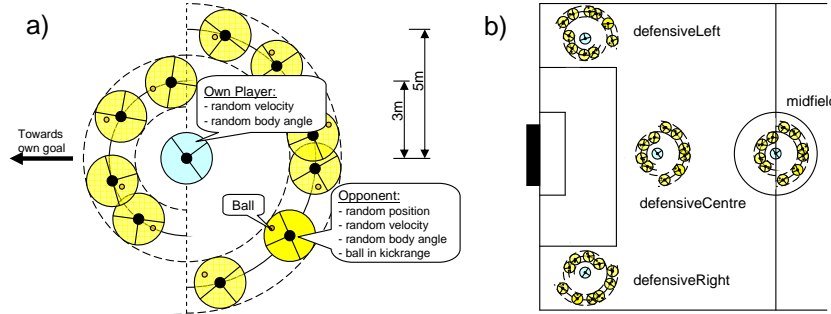 a)
Towards
own goal
Own Player:
- random velocity
- random body angle
3m
5m
Ball
Opponent:
- random position
- random velocity
- random body angle
- ball in kickrange
b)
defensiveLeft
midfield
defensiveCentre
defensiveRight